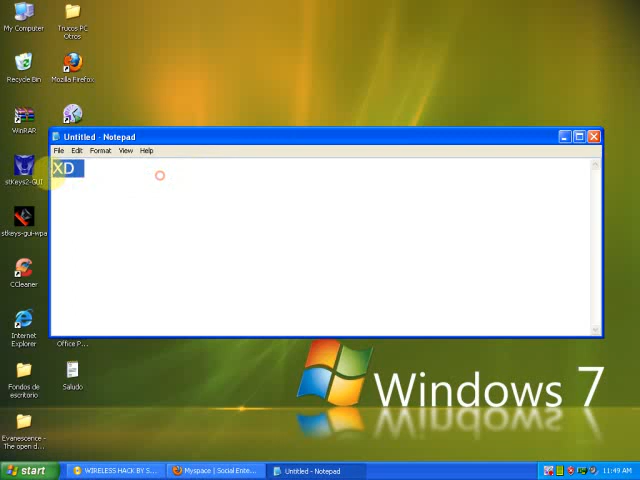 My Computer
Trucos PC
Otros
Recycle Bin
Mozilla Firefox
WinRAR
Untitled - Notepad
File Edit Format View Help
XD
stKeys2-GUI
stkeys-gui-wpa
CCleaner
Internet
Explorer
Office P...
Fondos de
escritorio
Saludo
Windows 7
Evanescence -
The open d...
start
WIRELESS HACK BY S...
Myspace | Social Ente...
Untitled - Notepad
11:49 AM